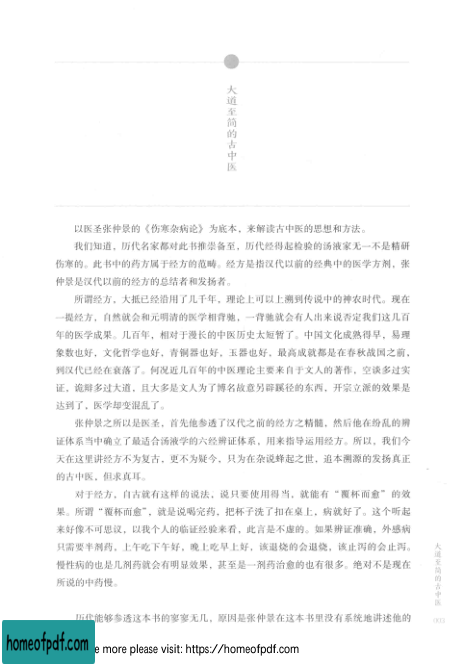 大道至简的古中医
以医圣张仲景的《伤寒杂病论》为底本，来解读古中医的思想和方法。
我们知道，历代名家都对此书推崇备至，历代经得起检验的汤液家无一不是精研
伤寒的。此书中的药方属于经方的范畴。经方是指汉代以前的经典中的医学方剂，张
仲景是汉代以前的经方的总结者和发扬者。
所谓经方，大抵已经沿用了几千年，理论上可以上溯到传说中的神农时代。现在
一提经方，自然就会和元明清的医学相背驰，一背驰就会有人出来说否定我们这几百
年的医学成果。几百年，相对于漫长的中医历史太短暂了。中国文化成熟得早，易理
象数也好，文化哲学也好，青铜器也好，玉器也好，最高成就都是在春秋战国之前，
到汉代已经在衰落了。何况近几百年的中医理论主要来自于文人的著作，空谈多过实
证，诡辩多过大道，且大多是文人为了博名故意另辟蹊径的东西，开宗立派的效果是
达到了，医学却变混乱了。
张仲景之所以是医圣，首先他参透了汉代之前的经方之精髓，然后他在纷乱的辨
证体系当中确立了最适合汤液学的六经辨证体系，用来指导运用经方。所以，我们今
天在这里讲经方不为复古，更不为疑今，只为在杂说蜂起之世，追本溯源的发扬真正
的古中医，但求真耳。
对于经方，自古就有这样的说法，说只要使用得当，就能有“覆杯而愈”的效
果。所谓“覆杯而愈”，就是说喝完药，把杯子洗了扣在桌上，病就好了。这个听起
来好像不可思议，以我个人的临证经验来看，此言是不虚的。如果辨证准确，外感病
只需要半剂药，上午吃下午好，晚上吃早上好，该退烧的会退烧，该止泻的会止泻。
慢性病的也是几剂药就会有明显效果，甚至是一剂药治愈的也有很多。绝对不是现在
所说的中药慢。
历代能够参透这本书的寥寥无几，原因是张仲景在这本书里没有系统地讲述他的
大道至简的古中医
homeofpdf.com
e more please visit: https://homeofpdf.com